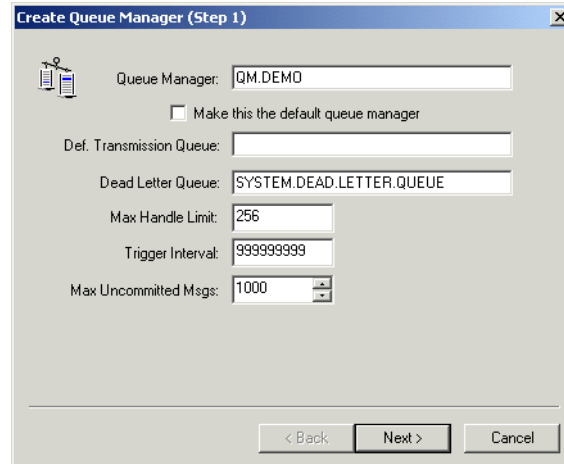 Create Queue Manager (Step 1)
Queue Manager: QM.DEMO
Make this the default queue manager
Def. Transmission Queue:
Dead Letter Queue: SYSTEM.DEAD.LETTER.QUEUE
Max Handle Limit: 256
Trigger Interval: 999999999
Max Uncommitted Msgs: 1000
< Back Next > Cancel